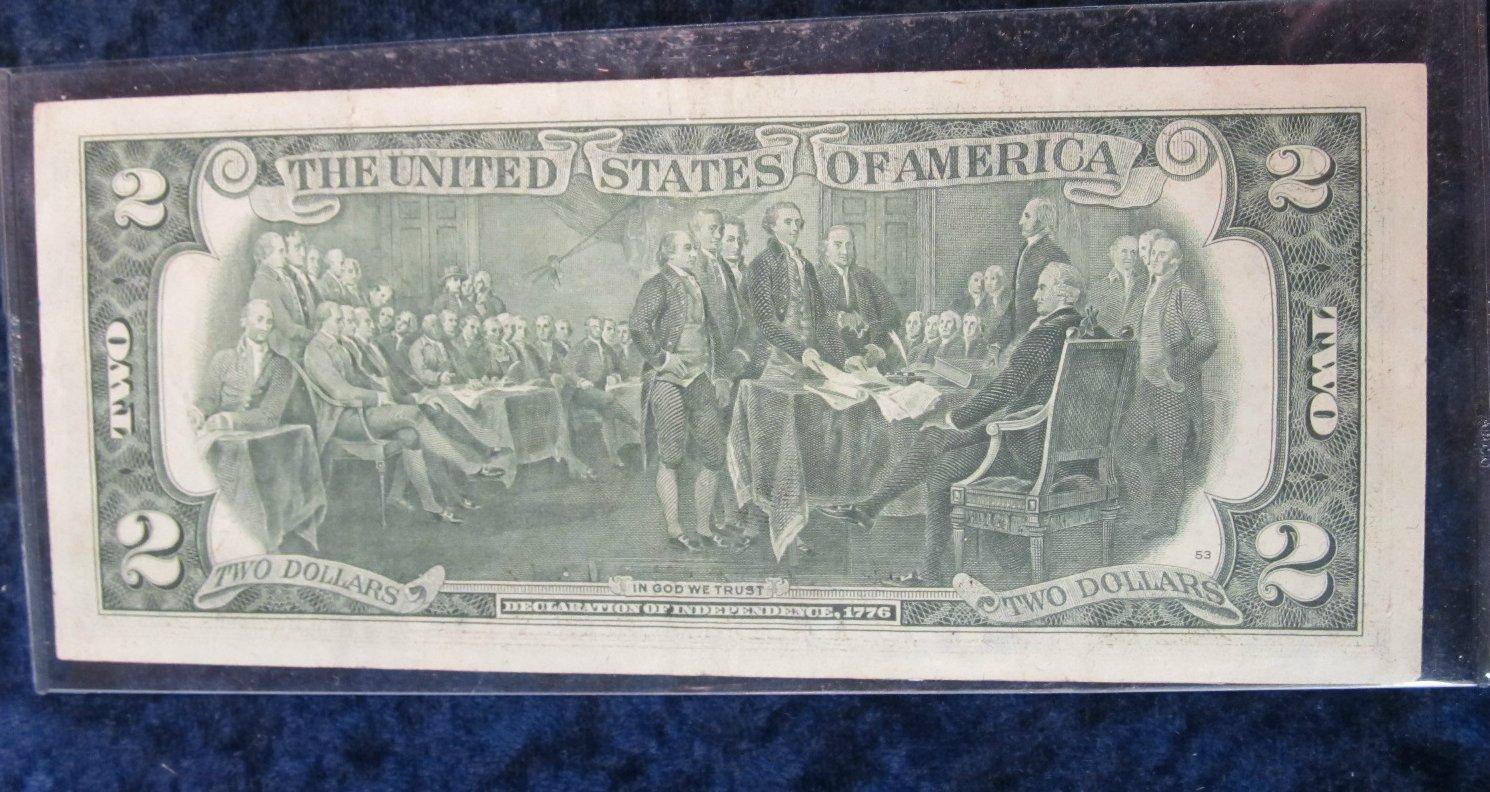 THE UNITED STATES OF AMERICA
2 2
TWO TWO
2 2
53
TWO DOLLARS IN GOD WE TRUST TWO DOLLARS
DECLARATION OF INDEPENDENCE, 1776